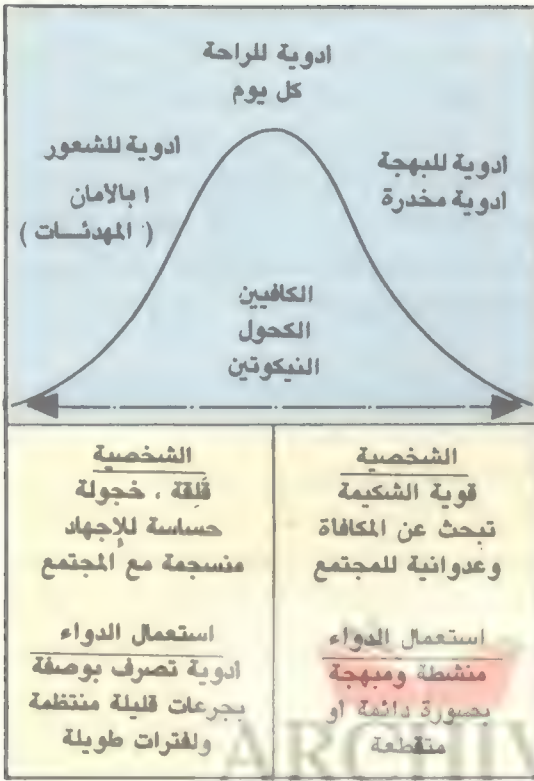 ادوية للراحة
كل يوم
ادوية للبهجة
ادوية مخدرة
ادوية للشعور
ا بالامان
( المهدئات )
الكافيين
الكحول
النيكوتين
الشخصية
قوية الشكيمة
تبحث عن المكافاة
وعدوانية للمجتمع
استعمال الدواء
منشطة ومبهجة
بصورة دائمة او
متقطعة
الشخصية
قلقة ، خجولة
حساسة للإجهاد
منسجمة مع المجتمع
استعمال الدواء
ادوية تصرف بوصفة
بجرعات قليلة منتظمة
ولفترات طويلة
ARCHIV